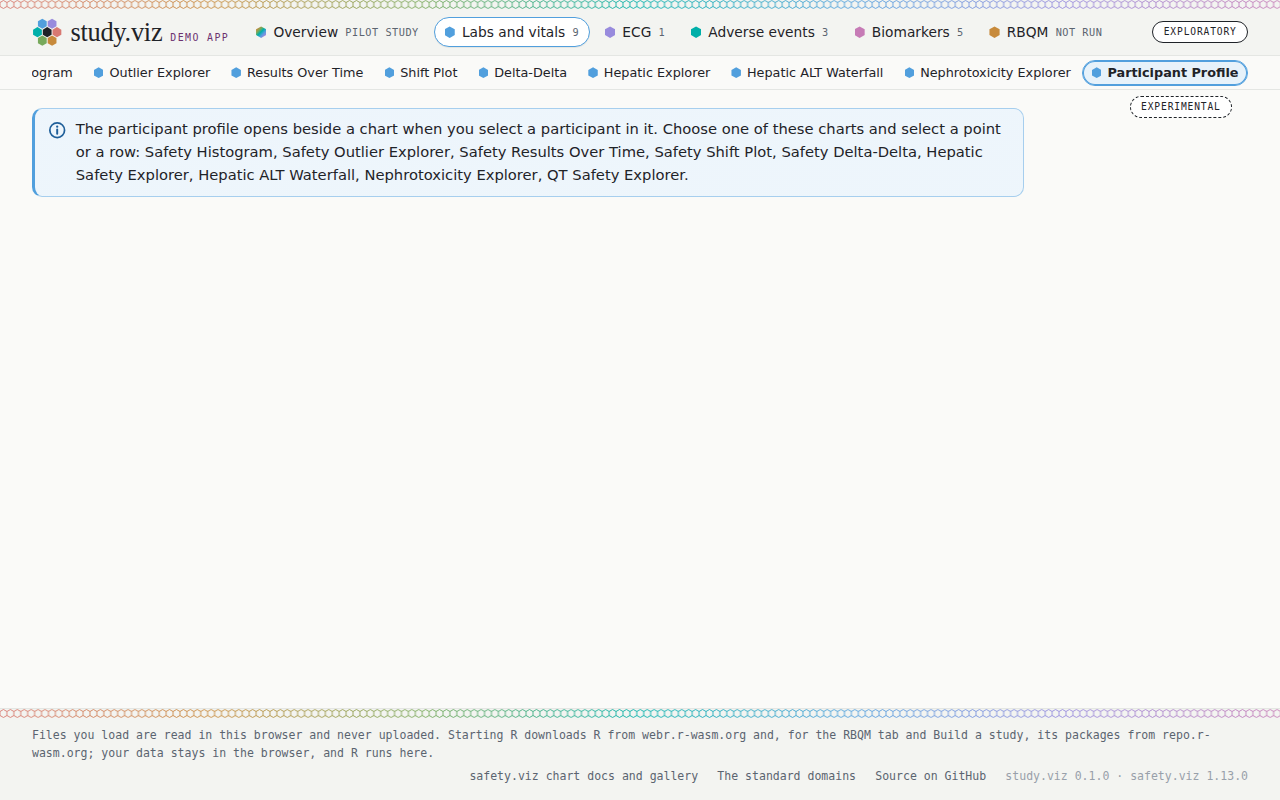 study.viz DEMO APP Overview PILOT STUDY Labs and vitals 9 ECG 1 Adverse events 3 Biomarkers 5 RBQM NOT RUN EXPLORATORY
ogram Outlier Explorer Results Over Time Shift Plot Delta-Delta Hepatic Explorer Hepatic ALT Waterfall Nephrotoxicity Explorer Participant Profile
EXPERIMENTAL
The participant profile opens beside a chart when you select a participant in it. Choose one of these charts and select a point
or a row: Safety Histogram, Safety Outlier Explorer, Safety Results Over Time, Safety Shift Plot, Safety Delta-Delta, Hepatic
Safety Explorer, Hepatic ALT Waterfall, Nephrotoxicity Explorer, QT Safety Explorer.
Files you load are read in this browser and never uploaded. Starting R downloads R from webr.r-wasm.org and, for the RBQM tab and Build a study, its packages from repo.r-
wasm.org; your data stays in the browser, and R runs here.
safety.viz chart docs and gallery The standard domains Source on GitHub study.viz 0.1.0 · safety.viz 1.13.0